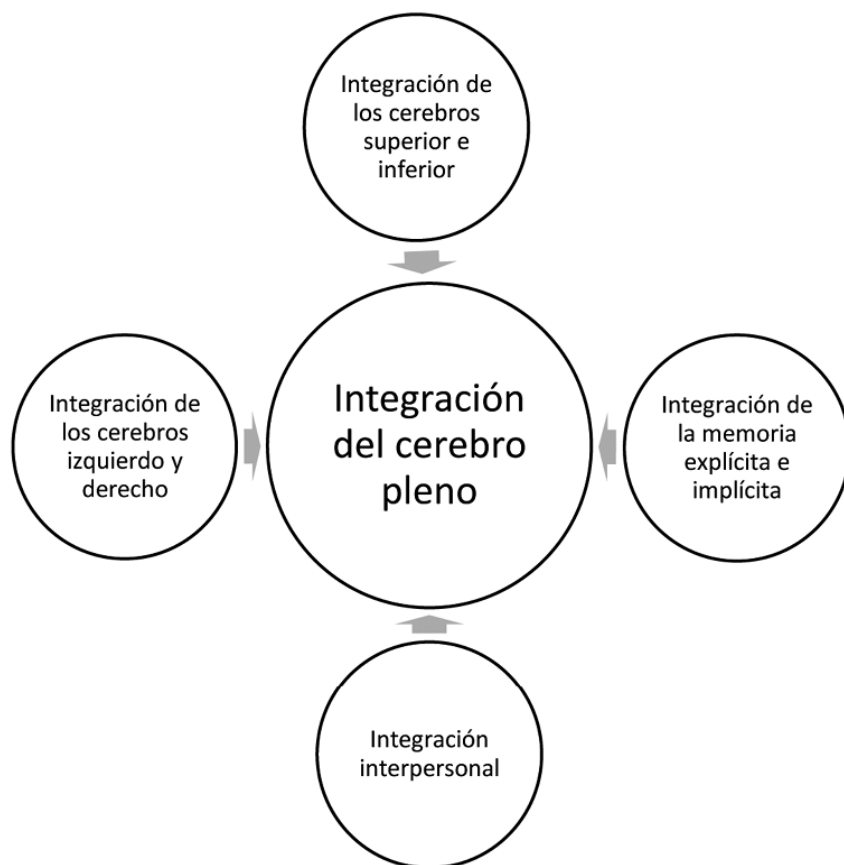 Integración de
los cerebros
superior e
inferior
Integración de
los cerebros
izquierdo y
derecho
Integración
del cerebro
pleno
Integración de
la memoria
explícita e
implícita
Integración
interpersonal